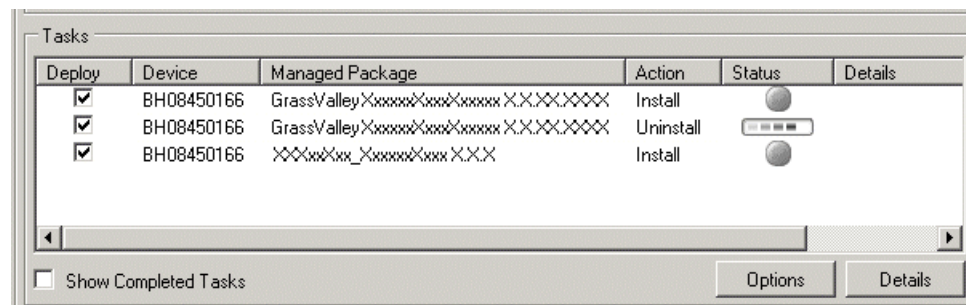 Tasks
Deploy Device Managed Package Action Status Details
BH08450166 GrassValleyXxxxxxXxxxXxxxxx X.X.XX.XXXX Install
BH08450166 GrassValleyXxxxxxXxxxXxxxxx X.X.XX.XXXX Uninstall
BH08450166 XXXxxXxx_XxxxxxXxxx X.X.X Install
Show Completed Tasks Options Details